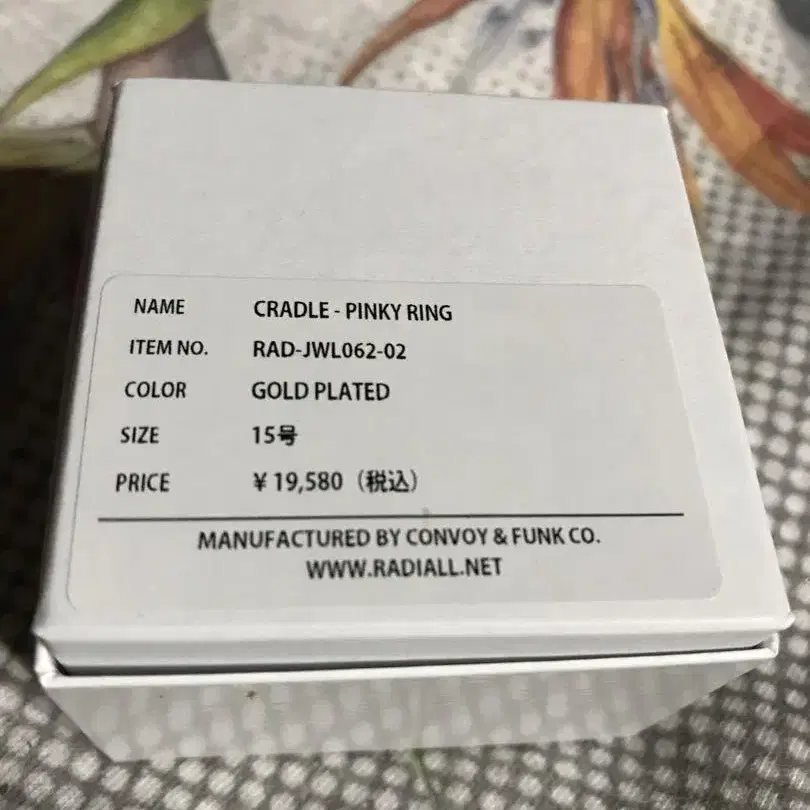 NAME CRADLE - PINKY RING
ITEM NO. RAD-JWL062-02
COLOR GOLD PLATED
SIZE 15号
PRICE ¥ 19,580（税込）
MANUFACTURED BY CONVOY & FUNK CO.
WWW.RADIALL.NET